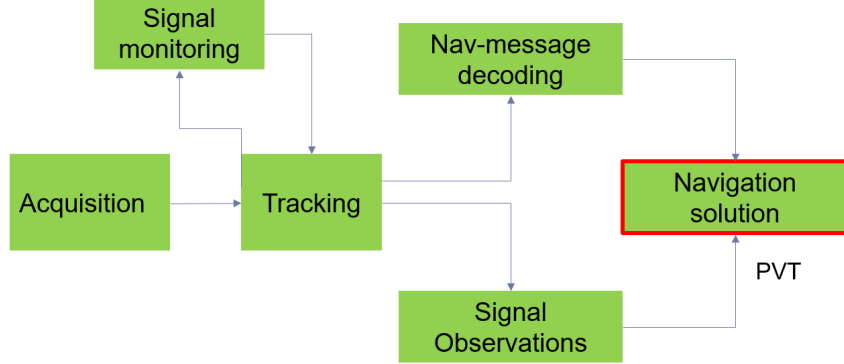 Signal
monitoring
Nav-message
decoding
Acquisition
Tracking
Navigation
solution
PVT
Signal
Observations